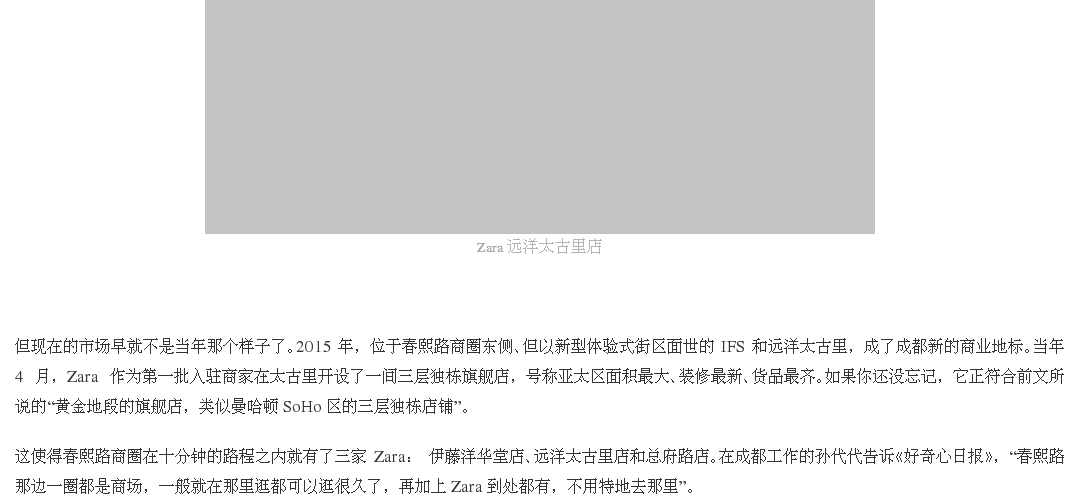 Zara 远洋太古里店
但现在的市场早就不是当年那个样子了。2015 年，位于春熙路商圈东侧、但以新型体验式街区面世的 IFS 和远洋太古里，成了成都新的商业地标。当年
4 月，Zara 作为第一批入驻商家在太古里开设了一间三层独栋旗舰店，号称亚太区面积最大、装修最新、货品最齐。如果你还没忘记，它正符合前文所
说的“黄金地段的旗舰店，类似曼哈顿 SoHo 区的三层独栋店铺”。
这使得春熙路商圈在十分钟的路程之内就有了三家 Zara： 伊藤洋华堂店、远洋太古里店和总府路店。在成都工作的孙代代告诉《好奇心日报》，“春熙路
那边一圈都是商场，一般就在那里逛都可以逛很久了，再加上 Zara 到处都有，不用特地去那里”。